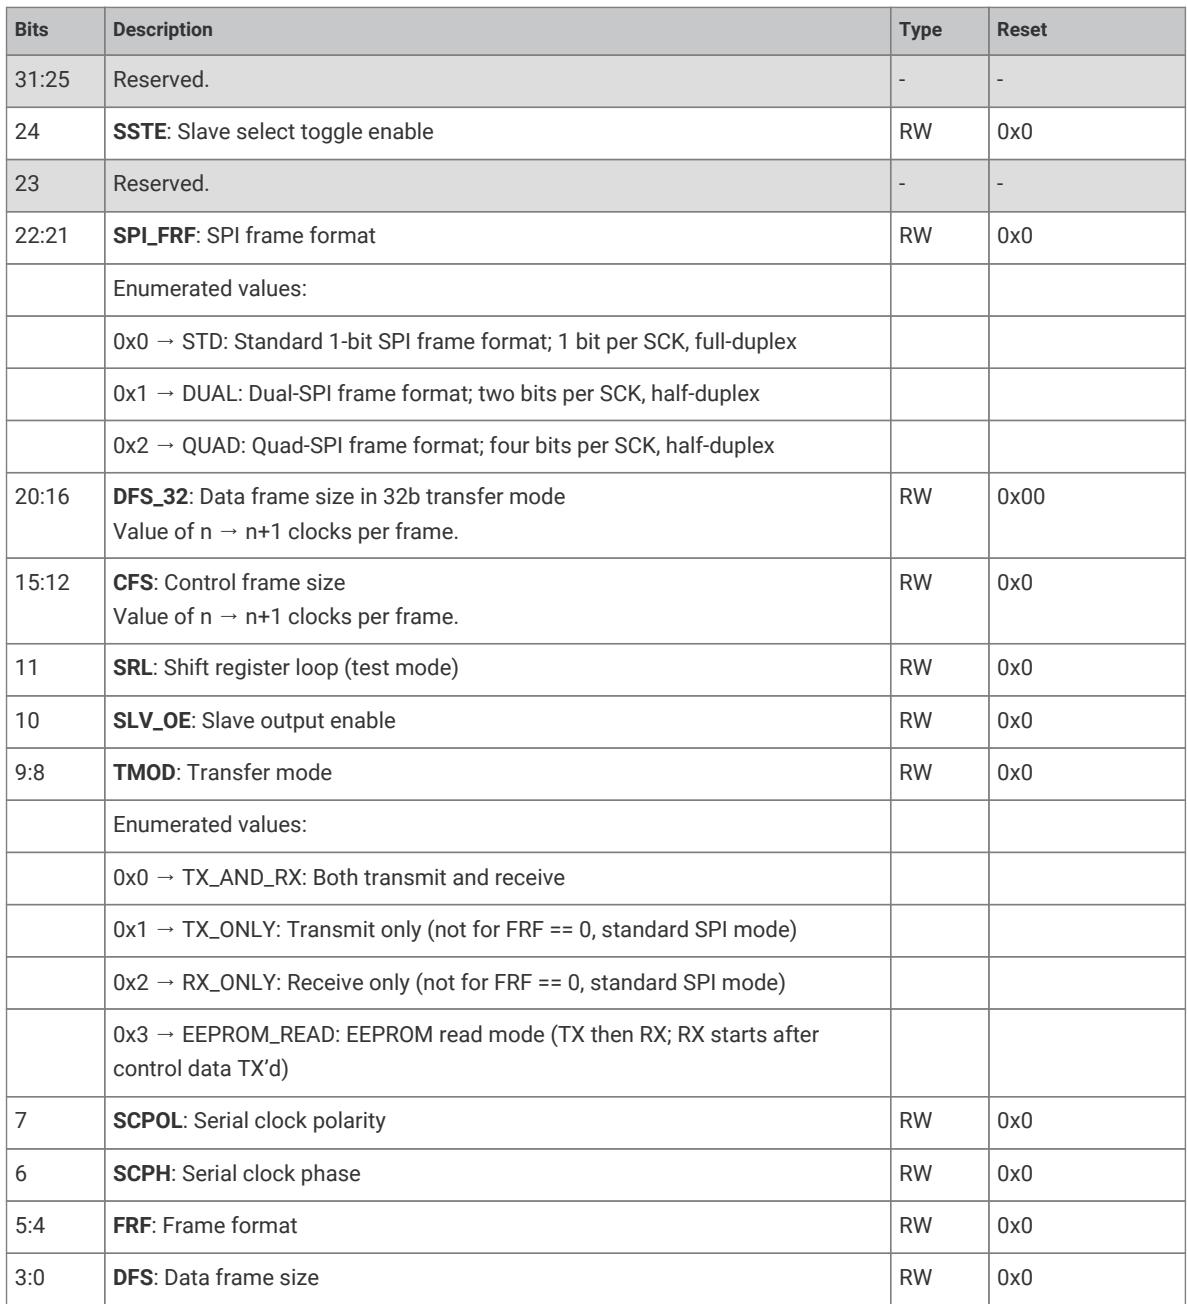 Bits Description Type Reset
31:25 Reserved. - -
24 SSTE: Slave select toggle enable RW 0x0
23 Reserved. - -
22:21 SPI_FRF: SPI frame format RW 0x0
Enumerated values:
0x0 → STD: Standard 1-bit SPI frame format; 1 bit per SCK, full-duplex
0x1 → DUAL: Dual-SPI frame format; two bits per SCK, half-duplex
0x2 → QUAD: Quad-SPI frame format; four bits per SCK, half-duplex
20:16 DFS_32: Data frame size in 32b transfer mode RW 0x00
Value of n → n+1 clocks per frame.
15:12 CFS: Control frame size RW 0x0
Value of n → n+1 clocks per frame.
11 SRL: Shift register loop (test mode) RW 0x0
10 SLV_OE: Slave output enable RW 0x0
9:8 TMOD: Transfer mode RW 0x0
Enumerated values:
0x0 → TX_AND_RX: Both transmit and receive
0x1 → TX_ONLY: Transmit only (not for FRF == 0, standard SPI mode)
0x2 → RX_ONLY: Receive only (not for FRF == 0, standard SPI mode)
0x3 → EEPROM_READ: EEPROM read mode (TX then RX; RX starts after
control data TX’d)
7 SCPOL: Serial clock polarity RW 0x0
6 SCPH: Serial clock phase RW 0x0
5:4 FRF: Frame format RW 0x0
3:0 DFS: Data frame size RW 0x0